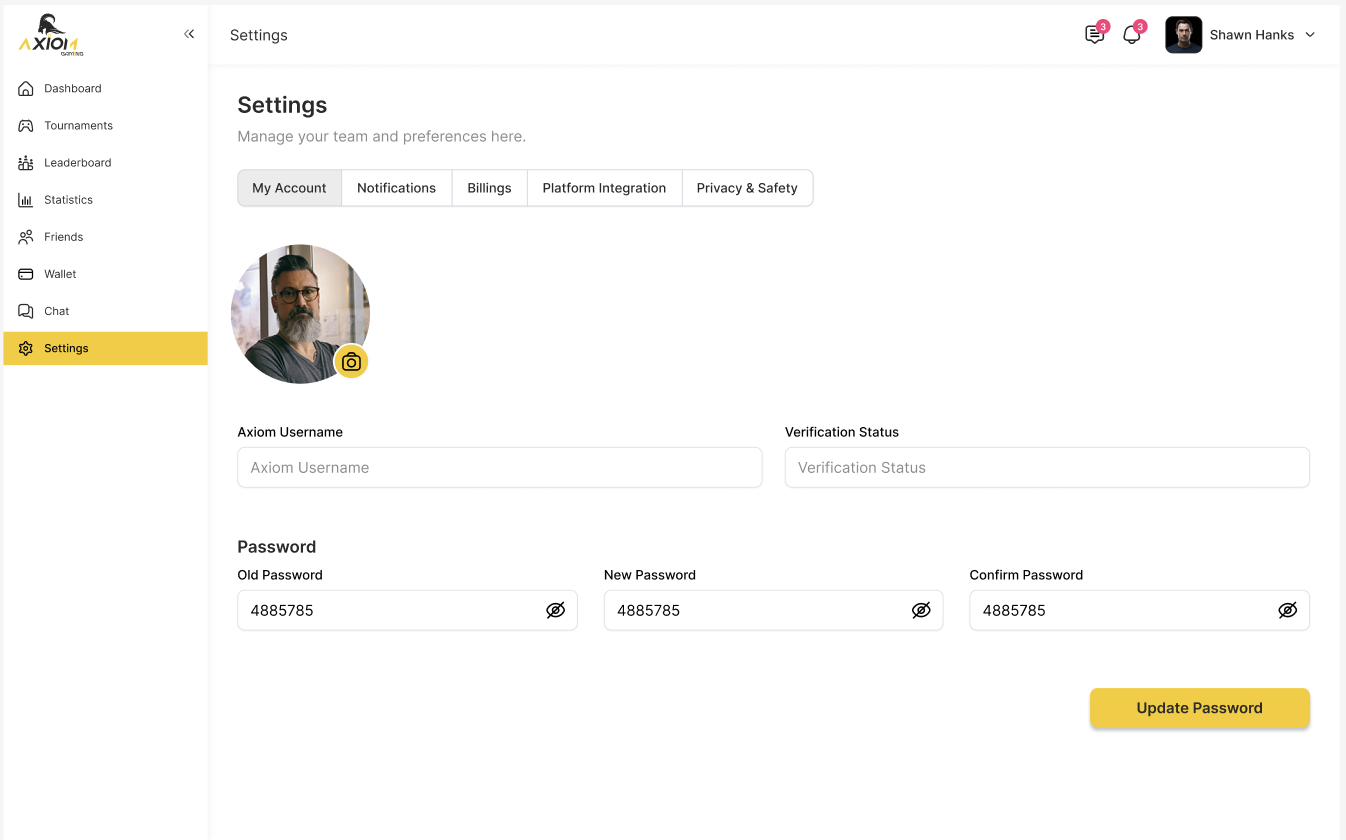 AXIOM
GAMING
Settings
3
3
Shawn Hanks
Dashboard
Tournaments
Leaderboard
Statistics
Friends
Wallet
Chat
Settings
Settings
Manage your team and preferences here.
My Account Notifications Billings Platform Integration Privacy & Safety
Axiom Username Verification Status
Axiom Username Verification Status
Password
Old Password New Password Confirm Password
4885785 4885785 4885785
Update Password